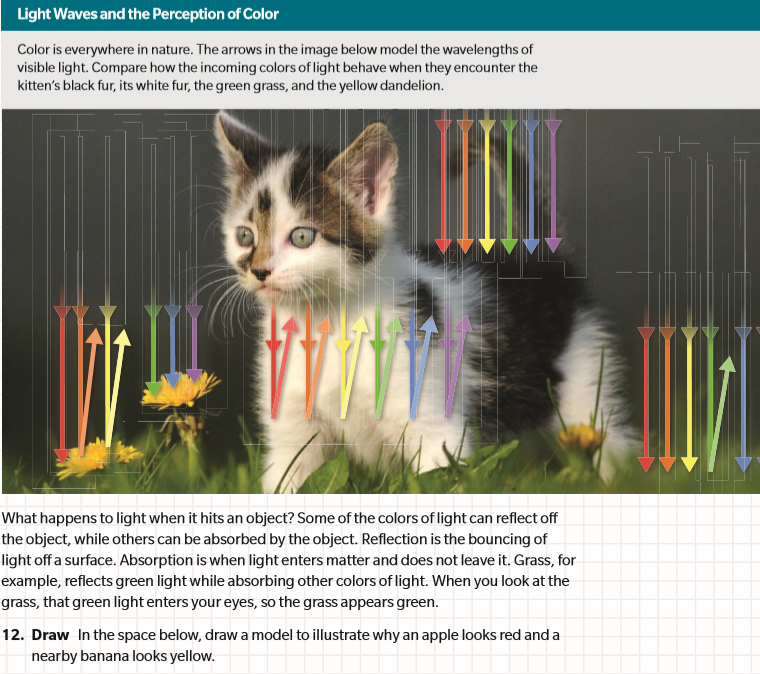 Light Waves and the Perception of Color
Color is everywhere in nature. The arrows in the image below model the wavelengths of
visible light. Compare how the incoming colors of light behave when they encounter the
kitten's black fur, its white fur, the green grass, and the yellow dandelion.
What happens to light when it hits an object? Some of the colors of light can reflect off
the object, while others can be absorbed by the object. Reflection is the bouncing of
light off a surface. Absorption is when light enters matter and does not leave it. Grass, for
example, reflects green light while absorbing other colors of light. When you look at the
grass, that green light enters your eyes, so the grass appears green.
12. Draw In the space below, draw a model to illustrate why an apple looks red and a
nearby banana looks yellow.